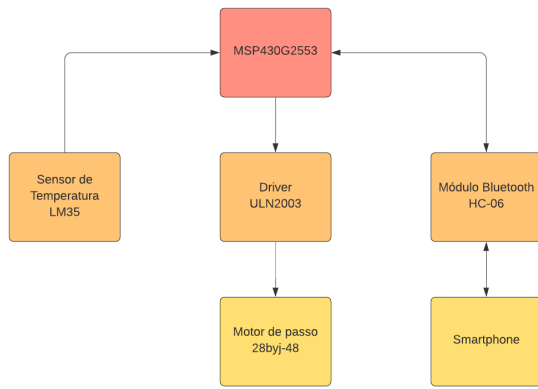 MSP430G2553
Sensor de
Temperatura
LM35
Driver
ULN2003
Módulo Bluetooth
HC-06
Motor de passo
28byj-48
Smartphone